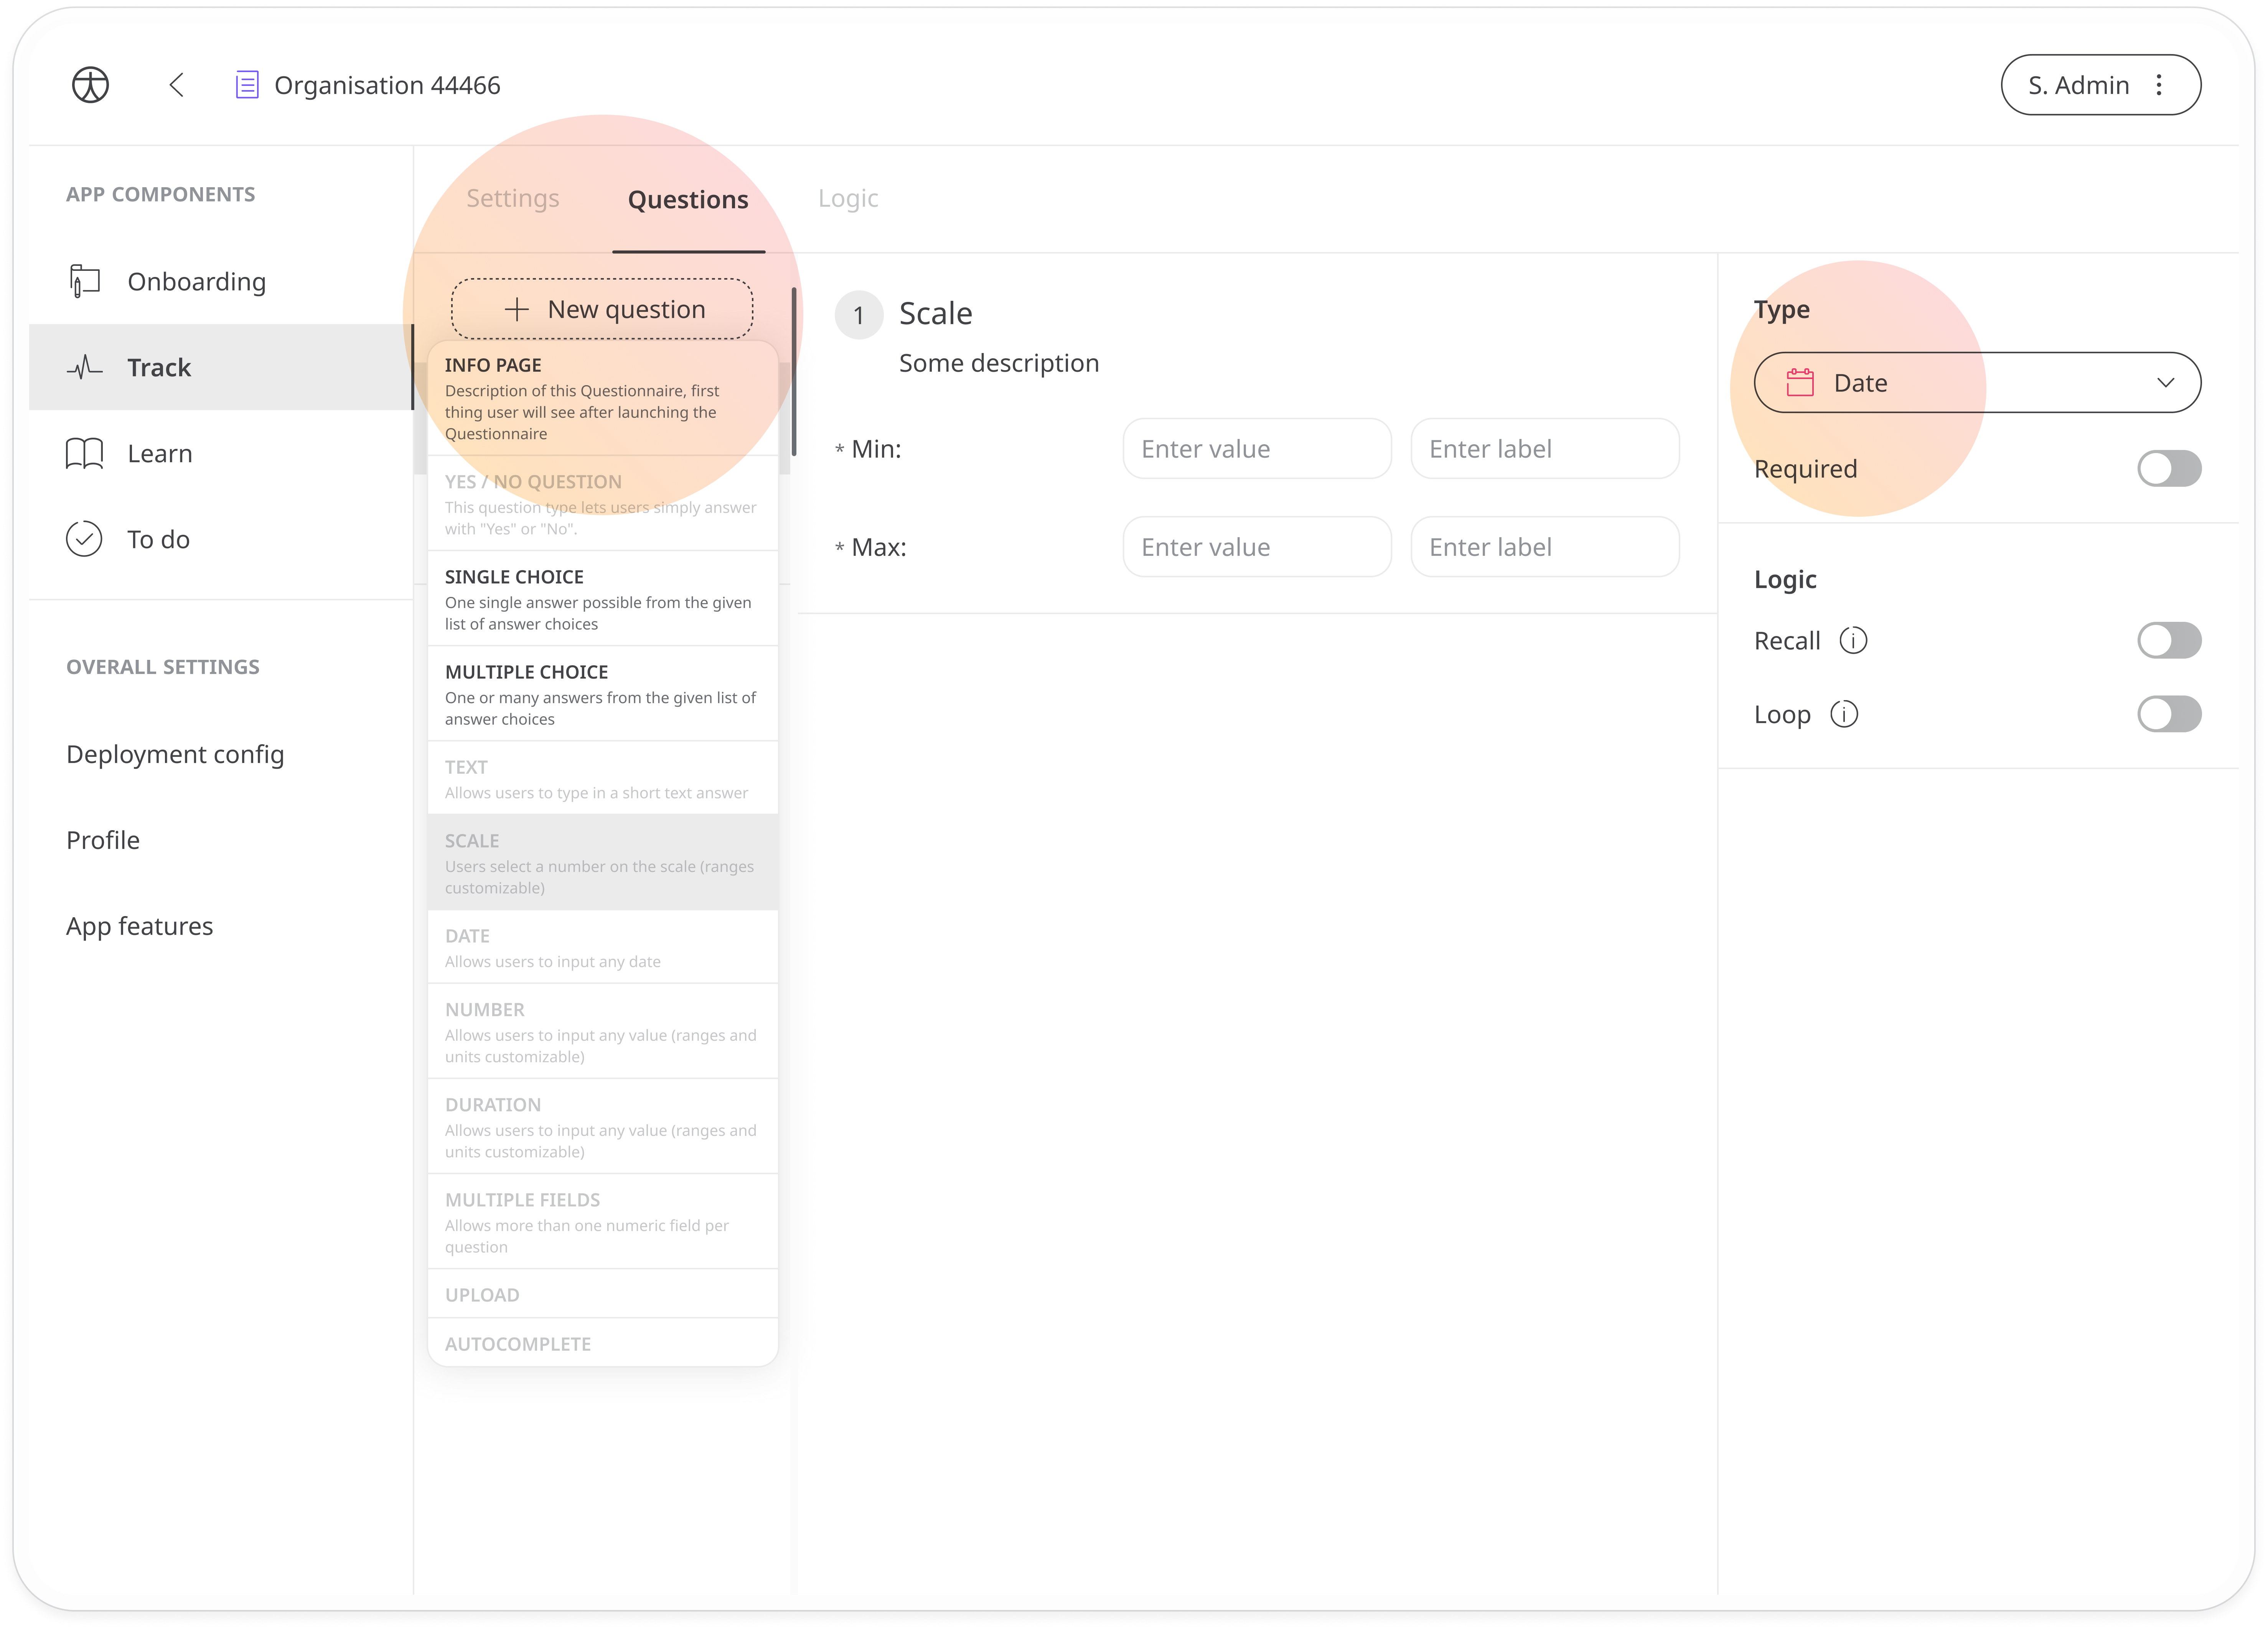 Organisation 44466
S. Admin
APP COMPONENTS
Onboarding
Track
Learn
To do
OVERALL SETTINGS
Deployment config
Profile
App features
Settings
Questions
Logic
New question
INFO PAGE
Description of this Questionnaire, first
thing user will see after launching the
Questionnaire
YES / NO QUESTION
This question type lets users simply answer
with "Yes" or "No".
SINGLE CHOICE
One single answer possible from the given
list of answer choices
MULTIPLE CHOICE
One or many answers from the given list of
answer choices
TEXT
Allows users to type in a short text answer
SCALE
Users select a number on the scale (ranges
customizable)
DATE
Allows users to input any date
NUMBER
Allows users to input any value (ranges and
units customizable)
DURATION
Allows users to input any value (ranges and
units customizable)
MULTIPLE FIELDS
Allows more than one numeric field per
question
UPLOAD
AUTOCOMPLETE
1 Scale
Some description
* Min: Enter value Enter label
* Max: Enter value Enter label
Type
Date
Required
Logic
Recall
Loop